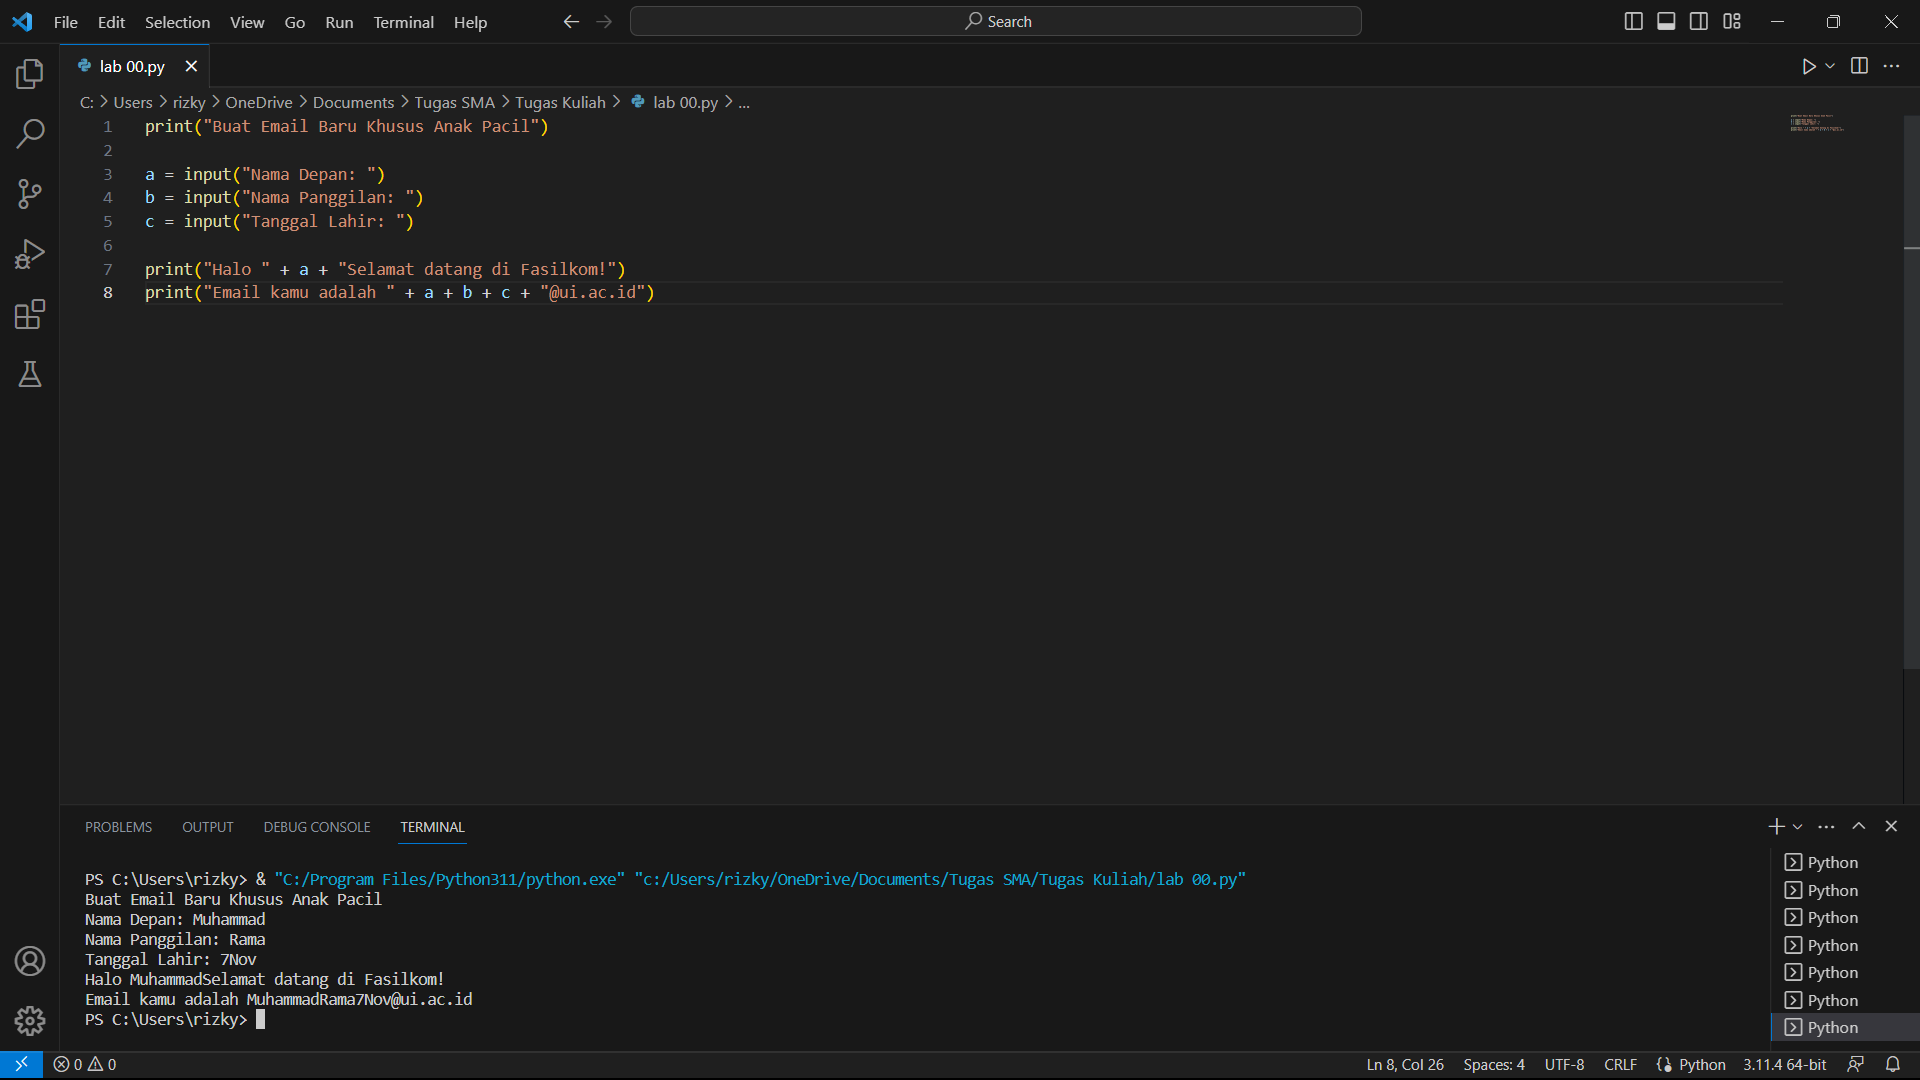 File Edit Selection View Go Run Terminal Help Search
lab 00.py
C: > Users > rizky > OneDrive > Documents > Tugas SMA > Tugas Kuliah > lab 00.py > ...
1 print("Buat Email Baru Khusus Anak Pacil")
2
3 a = input("Nama Depan: ")
4 b = input("Nama Panggilan: ")
5 c = input("Tanggal Lahir: ")
6
7 print("Halo " + a + "Selamat datang di Fasilkom!")
8 print("Email kamu adalah " + a + b + c + "@ui.ac.id")
PROBLEMS OUTPUT DEBUG CONSOLE TERMINAL
PS C:\Users\rizky> & "C:/Program Files/Python311/python.exe" "c:/Users/rizky/OneDrive/Documents/Tugas SMA/Tugas Kuliah/lab 00.py"
Buat Email Baru Khusus Anak Pacil
Nama Depan: Muhammad
Nama Panggilan: Rama
Tanggal Lahir: 7Nov
Halo MuhammadSelamat datang di Fasilkom!
Email kamu adalah MuhammadRama7Nov@ui.ac.id
PS C:\Users\rizky>
Python
Python
Python
Python
Python
Python
Python
0 0 Ln 8, Col 26 Spaces: 4 UTF-8 CRLF Python 3.11.4 64-bit